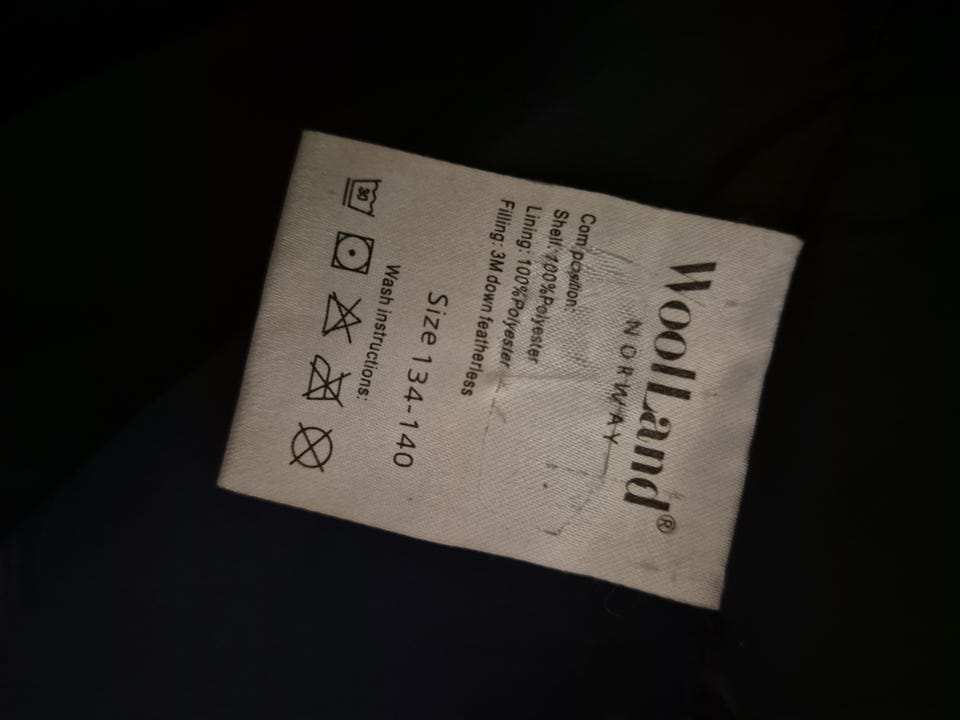 WoolLand®
NORWAY
Composition:
Shell: 100%Polyester
Lining: 100%Polyester
Filling: 3M down featherless
Size 134-140
Wash instructions:
30